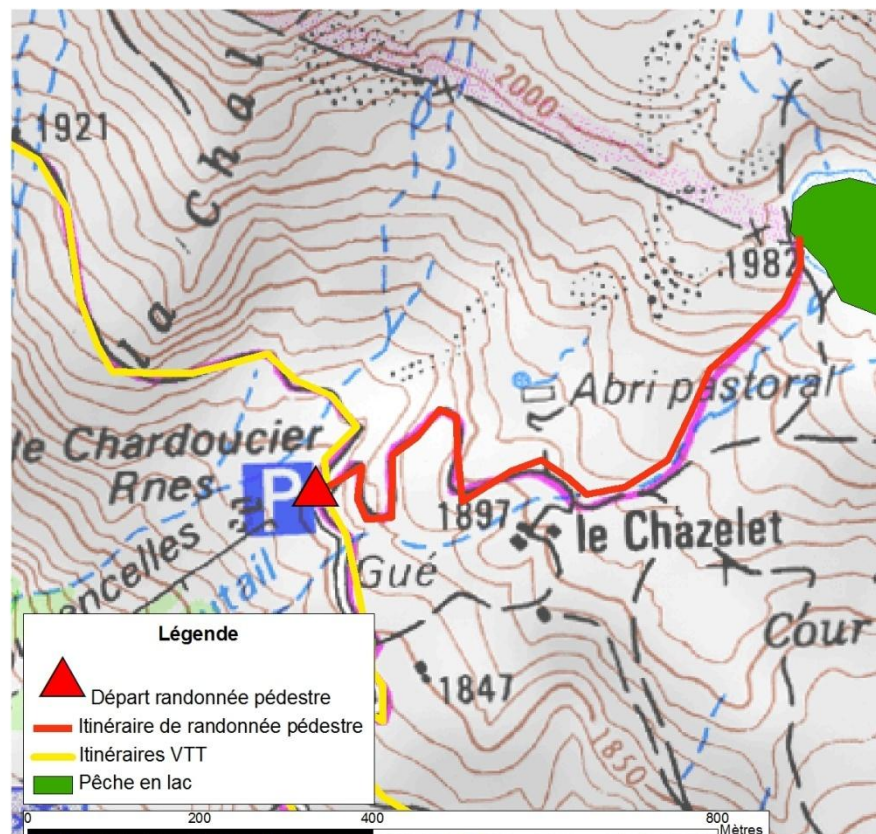 1921
la Chal
2000
1982
Abri pastoral
le Chardoucier
Rnes
P
1897
le Chazelet
Gué
Cour
1847
1850
Légende
Départ randonnée pédestre
Itinéraire de randonnée pédestre
Itinéraires VTT
Pêche en lac
0 200 400 800
Mètres